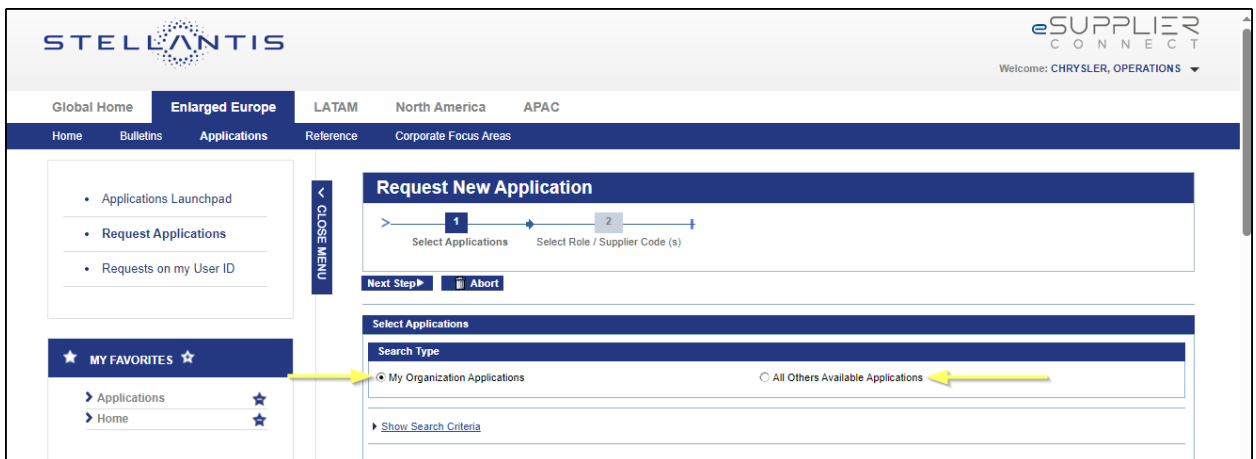 STELLANTIS
eSUPPLIER
CONNECT
Welcome: CHRYSLER, OPERATIONS
Global Home Enlarged Europe LATAM North America APAC
Home Bulletins Applications Reference Corporate Focus Areas
Applications Launchpad
Request Applications
Requests on my User ID
MY FAVORITES
Applications
Home
< CLOSE MENU
Request New Application
1 2
Select Applications Select Role / Supplier Code (s)
Next Step Abort
Select Applications
Search Type
My Organization Applications All Others Available Applications
Show Search Criteria